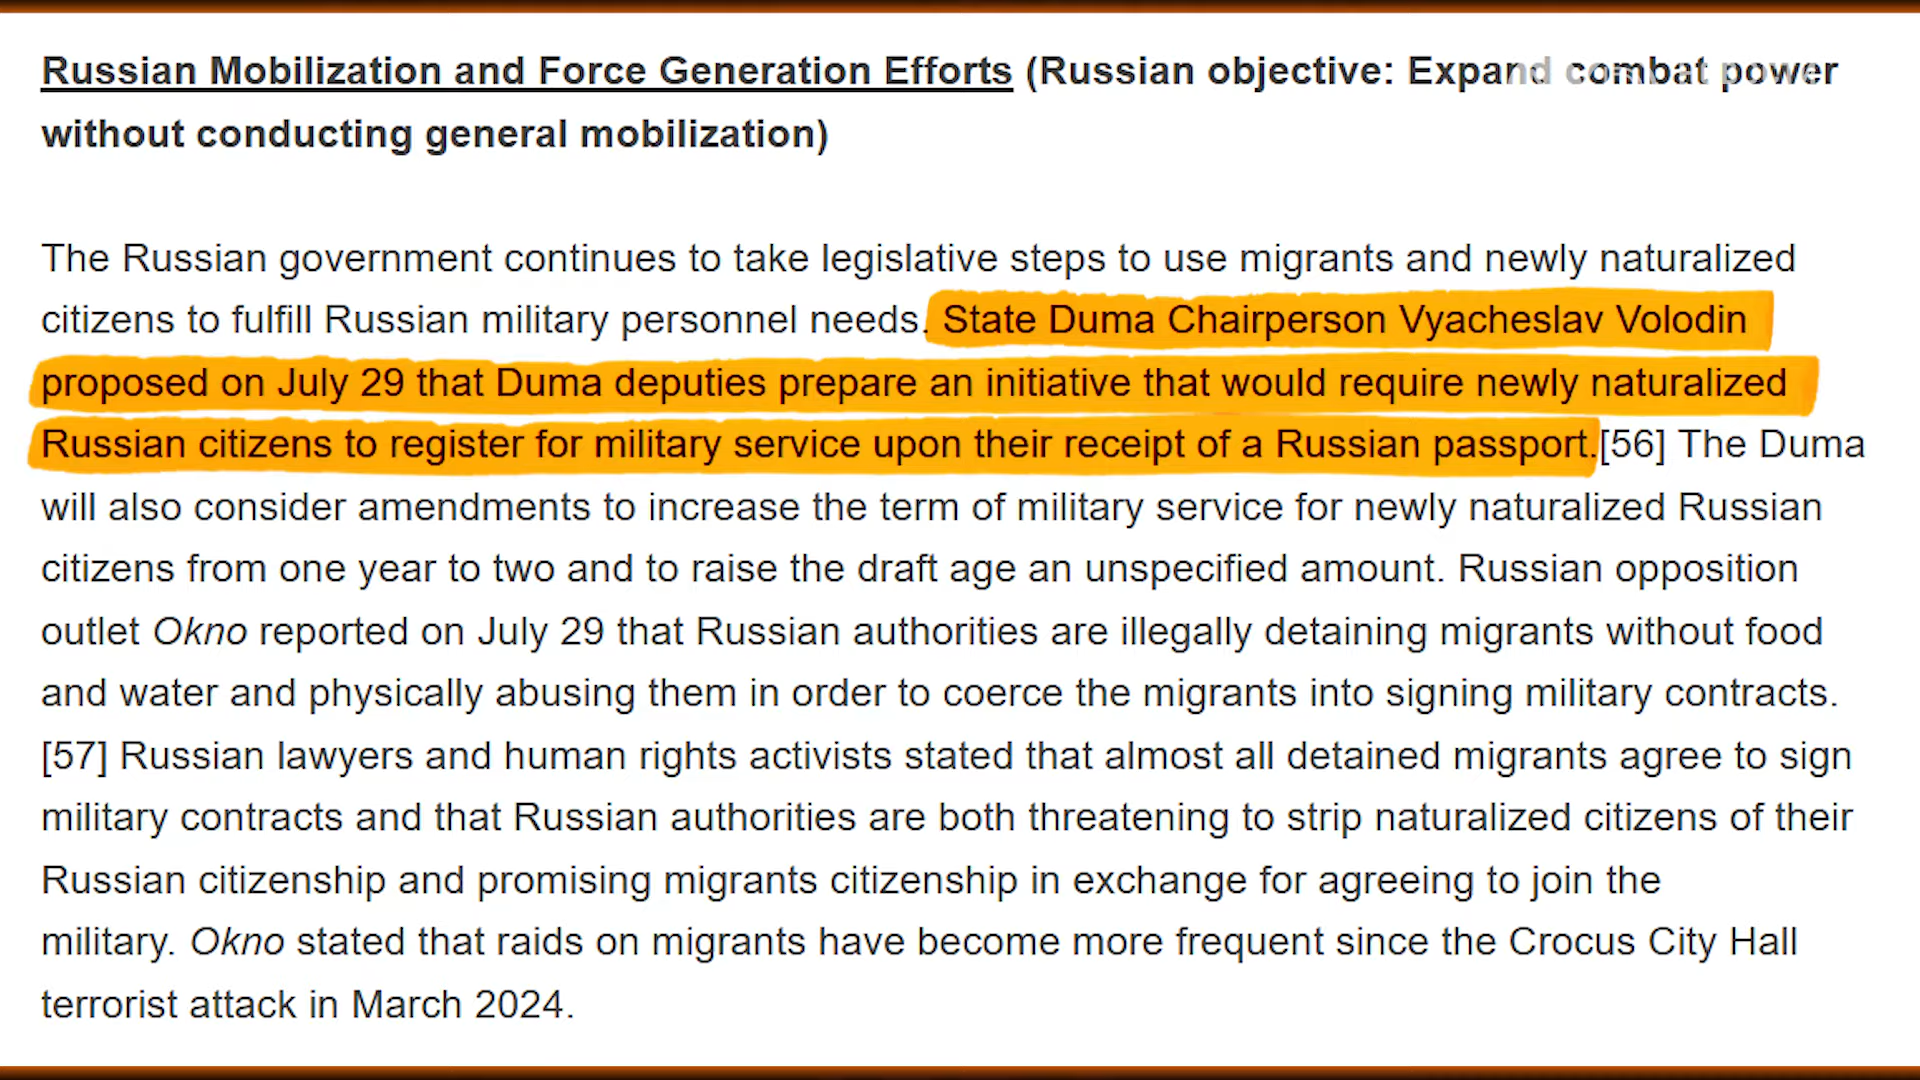 Russian Mobilization and Force Generation Efforts (Russian objective: Expand combat power
without conducting general mobilization)
The Russian government continues to take legislative steps to use migrants and newly naturalized
citizens to fulfill Russian military personnel needs. State Duma Chairperson Vyacheslav Volodin
proposed on July 29 that Duma deputies prepare an initiative that would require newly naturalized
Russian citizens to register for military service upon their receipt of a Russian passport.[56] The Duma
will also consider amendments to increase the term of military service for newly naturalized Russian
citizens from one year to two and to raise the draft age an unspecified amount. Russian opposition
outlet Okno reported on July 29 that Russian authorities are illegally detaining migrants without food
and water and physically abusing them in order to coerce the migrants into signing military contracts.
[57] Russian lawyers and human rights activists stated that almost all detained migrants agree to sign
military contracts and that Russian authorities are both threatening to strip naturalized citizens of their
Russian citizenship and promising migrants citizenship in exchange for agreeing to join the
military. Okno stated that raids on migrants have become more frequent since the Crocus City Hall
terrorist attack in March 2024.